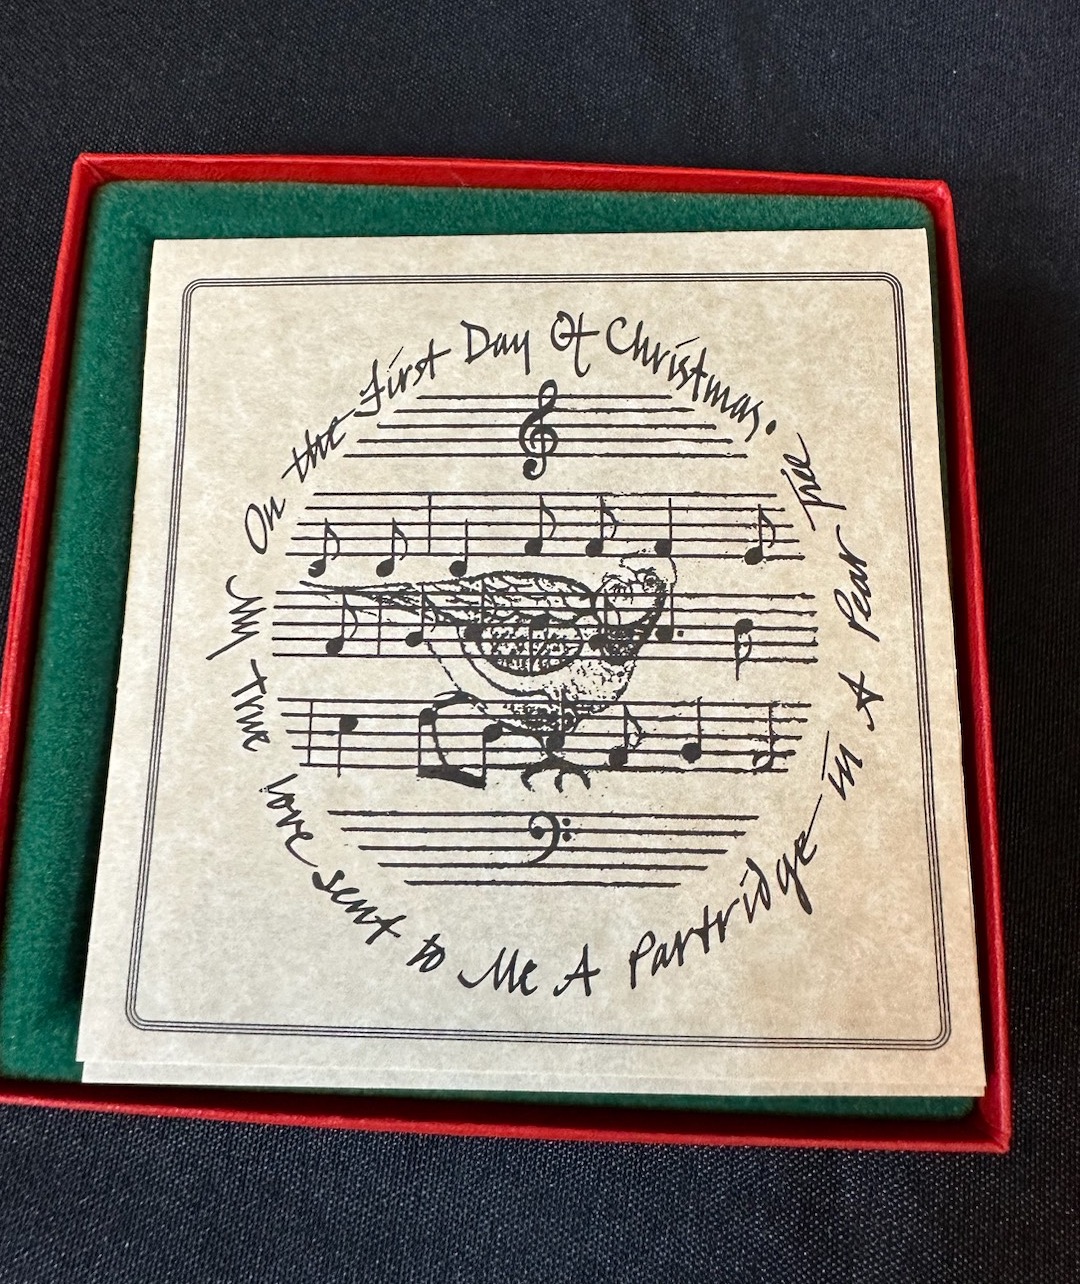 On the First Day Of Christmas. My True love sent to Me A Partridge in A Pear Tree